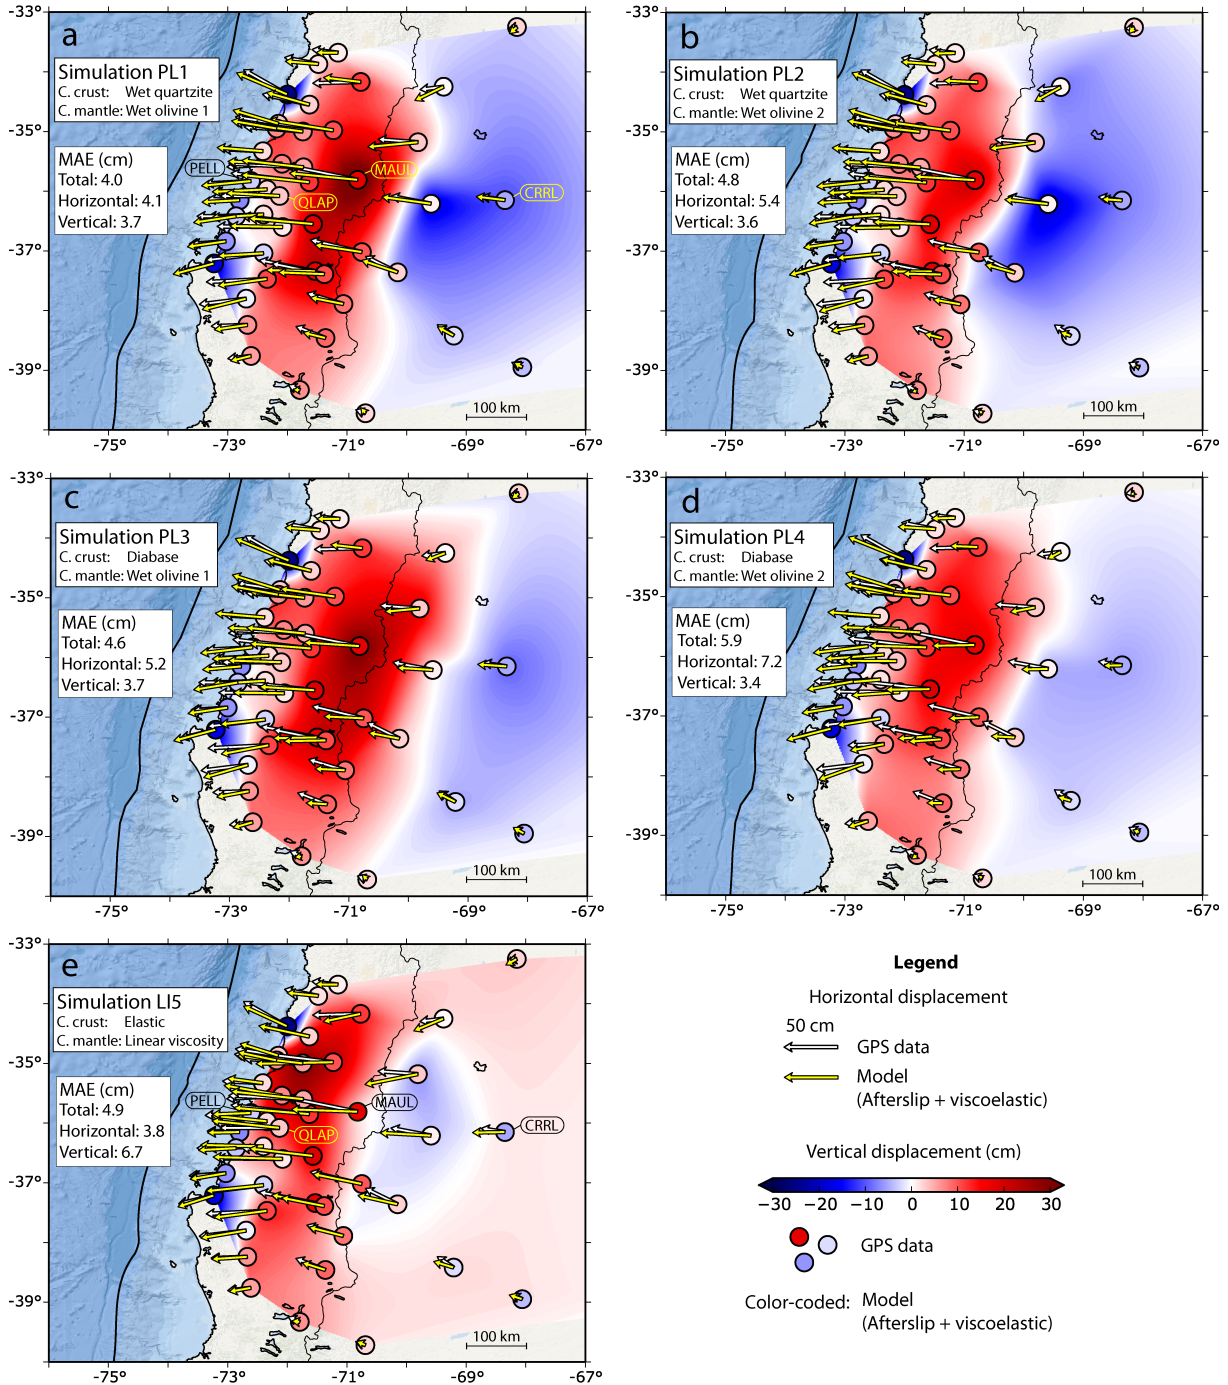 a
Simulation PL1
C. crust: Wet quartzite
C. mantle: Wet olivine 1
MAE (cm)
Total: 4.0
Horizontal: 4.1
Vertical: 3.7
PELL
MAUL
QLAP
CRRL
100 km
-33°
-35°
-37°
-39°
-75°
-73°
-71°
-69°
-67°
b
Simulation PL2
C. crust: Wet quartzite
C. mantle: Wet olivine 2
MAE (cm)
Total: 4.8
Horizontal: 5.4
Vertical: 3.6
100 km
-33°
-35°
-37°
-39°
-75°
-73°
-71°
-69°
-67°
c
Simulation PL3
C. crust: Diabase
C. mantle: Wet olivine 1
MAE (cm)
Total: 4.6
Horizontal: 5.2
Vertical: 3.7
100 km
-33°
-35°
-37°
-39°
-75°
-73°
-71°
-69°
-67°
d
Simulation PL4
C. crust: Diabase
C. mantle: Wet olivine 2
MAE (cm)
Total: 5.9
Horizontal: 7.2
Vertical: 3.4
100 km
-33°
-35°
-37°
-39°
-75°
-73°
-71°
-69°
-67°
e
Simulation LI5
C. crust: Elastic
C. mantle: Linear viscosity
MAE (cm)
Total: 4.9
Horizontal: 3.8
Vertical: 6.7
PELL
MAUL
QLAP
CRRL
100 km
-33°
-35°
-37°
-39°
-75°
-73°
-71°
-69°
-67°
Legend
Horizontal displacement
50 cm
GPS data
Model
(Afterslip + viscoelastic)
Vertical displacement (cm)
−30 −20 −10 0 10 20 30
GPS data
Color-coded: Model
(Afterslip + viscoelastic)